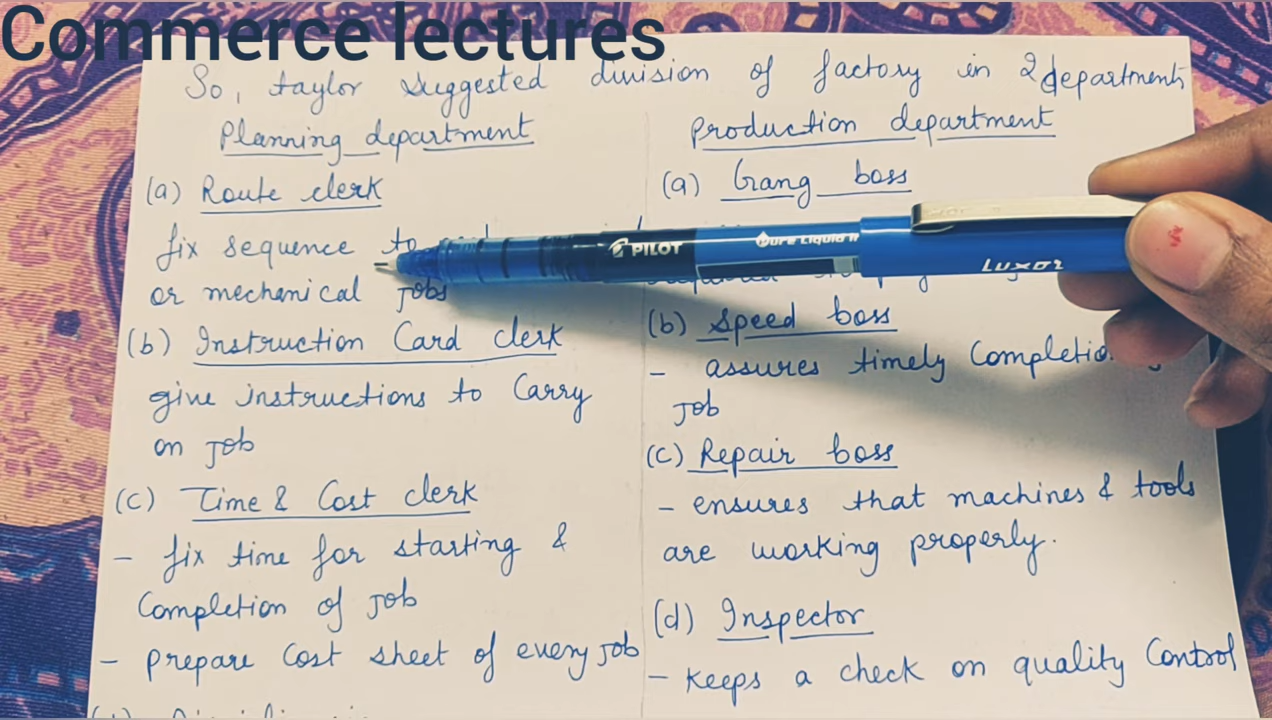 Commerce lectures
So, taylor suggested division of factory in 2 departments
Planning department
(a) Route clerk
fix sequence to
or mechanical jobs
(b) Instruction Card clerk
give instructions to Carry
on job
(c) Time & Cost clerk
- fix time for starting &
Completion of job
- prepare Cost sheet of every job
production department
(a) Gang boss
(b) Speed boss
- assures timely Completion
job
(c) Repair boss
- ensures that machines & tools
are working properly.
(d) Inspector
- keeps a check on quality Control
PILOT
Pure Liquid
LUXOR